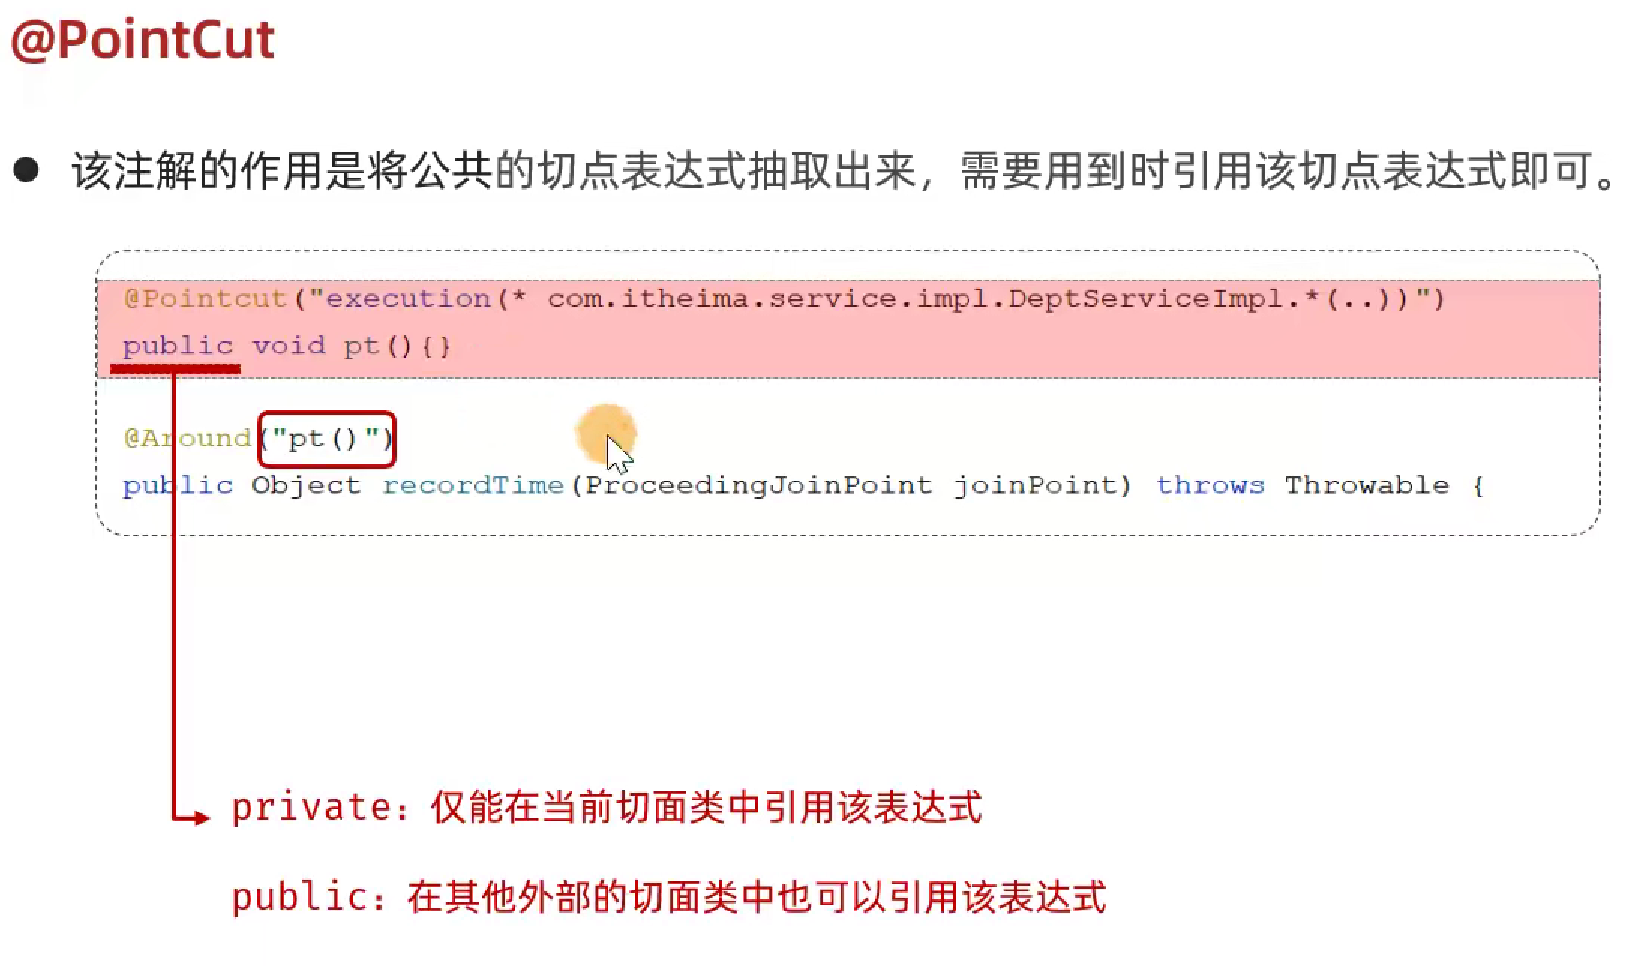 @PointCut
● 该注解的作用是将公共的切点表达式抽取出来，需要用到时引用该切点表达式即可。
@Pointcut("execution(* com.itheima.service.impl.DeptServiceImpl.*(..))")
public void pt(){}
@Around("pt()")
public Object recordTime(ProceedingJoinPoint joinPoint) throws Throwable {
private：仅能在当前切面类中引用该表达式
public：在其他外部的切面类中也可以引用该表达式